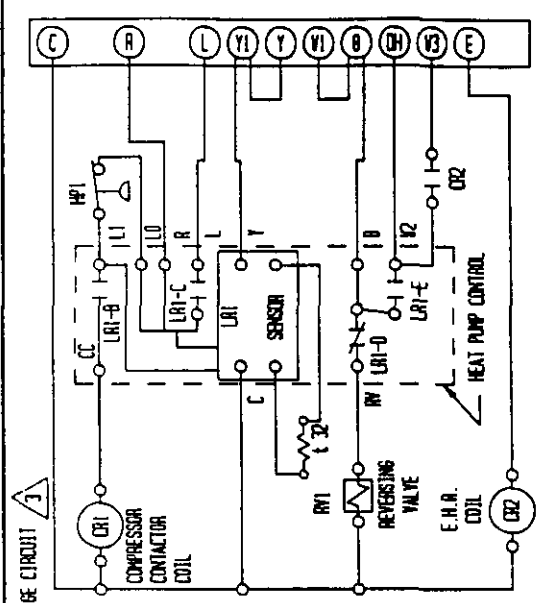 C R L Y1 Y W1 B DH W3 E
HP1
CR2
L1
LO
R
L
Y
B
W2
CC
LR1-B
LR1-C
LR1
SENSOR
LR1-D
LR1-E
HEAT PUMP CONTROL
C
RV
t 32
GE CIRCUIT 3
CR1
COMPRESSOR
CONTACTOR
COIL
RV1
REVERSING
VALVE
E.H.R.
COIL
CR2